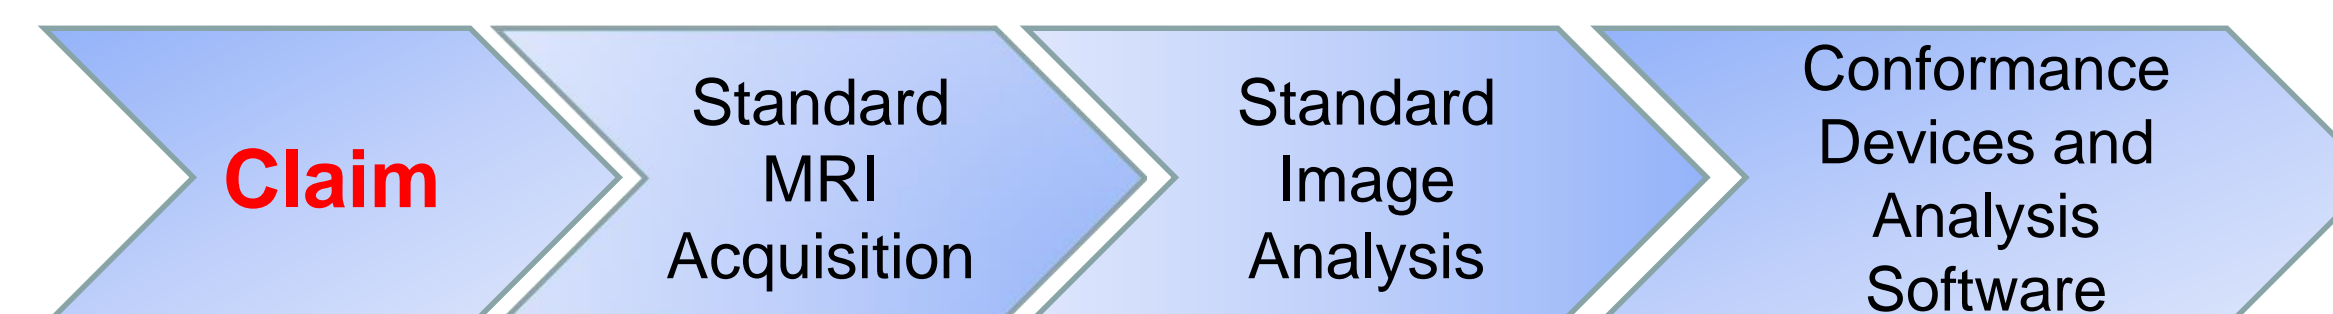 Claim
Standard
MRI
Acquisition
Standard
Image
Analysis
Conformance
Devices and
Analysis
Software